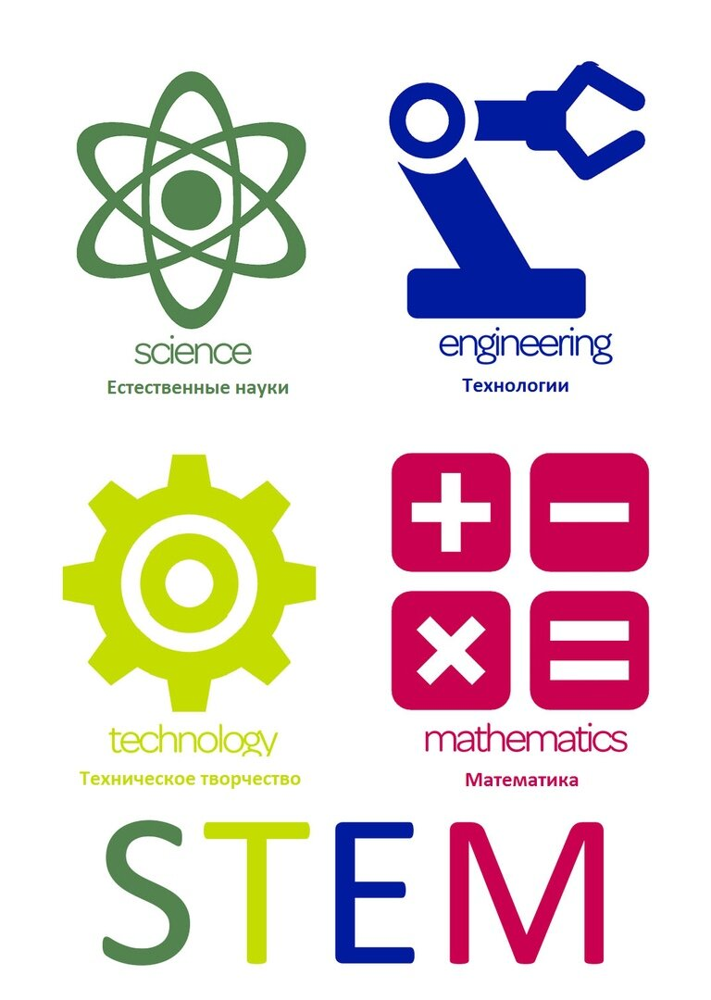 science
Естественные науки
engineering
Технологии
technology
Техническое творчество
mathematics
Математика
STEM